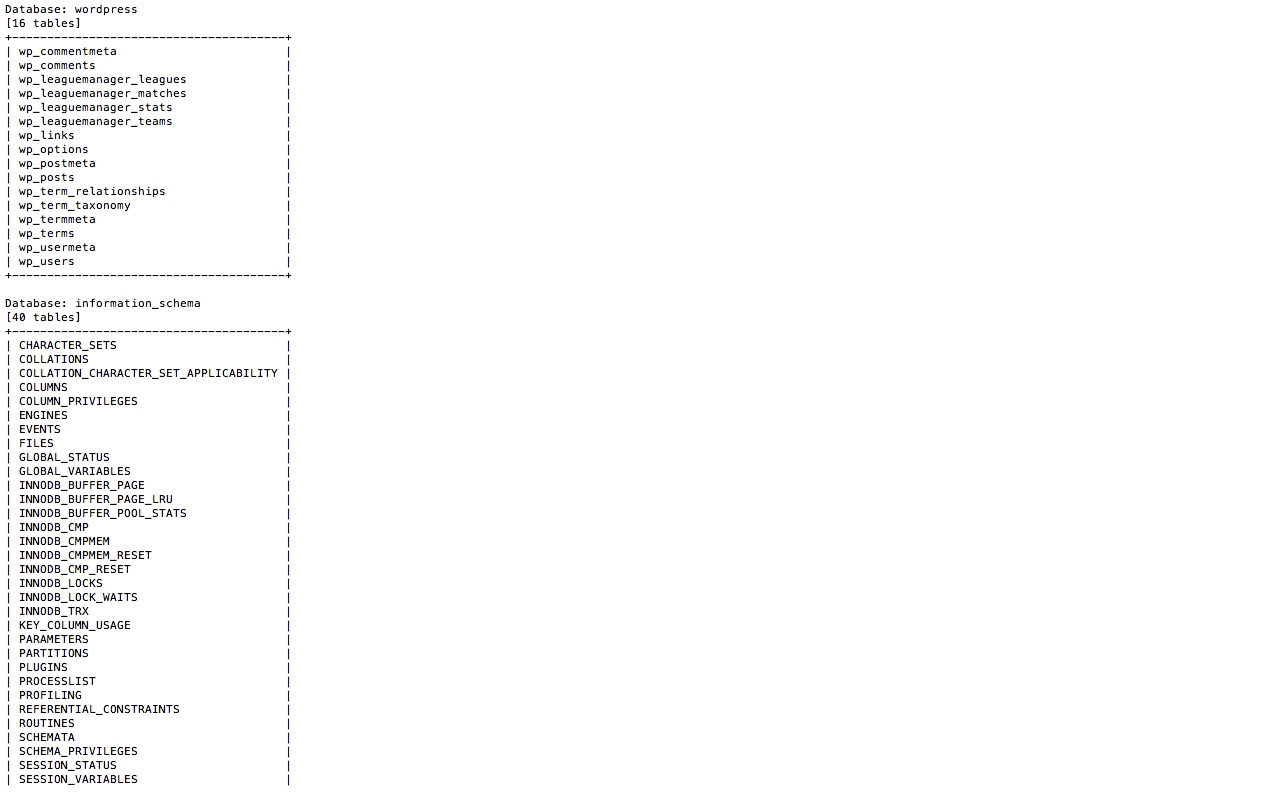 Database: wordpress
[16 tables]
+---------------------------------------+
| wp_commentmeta                        |
| wp_comments                           |
| wp_leaguemanager_leagues              |
| wp_leaguemanager_matches              |
| wp_leaguemanager_stats                |
| wp_leaguemanager_teams                |
| wp_links                              |
| wp_options                            |
| wp_postmeta                           |
| wp_posts                              |
| wp_term_relationships                 |
| wp_term_taxonomy                      |
| wp_termmeta                           |
| wp_terms                              |
| wp_usermeta                           |
| wp_users                              |
+---------------------------------------+
Database: information_schema
[40 tables]
+---------------------------------------+
| CHARACTER_SETS                        |
| COLLATIONS                            |
| COLLATION_CHARACTER_SET_APPLICABILITY |
| COLUMNS                               |
| COLUMN_PRIVILEGES                     |
| ENGINES                               |
| EVENTS                                |
| FILES                                 |
| GLOBAL_STATUS                         |
| GLOBAL_VARIABLES                      |
| INNODB_BUFFER_PAGE                    |
| INNODB_BUFFER_PAGE_LRU                |
| INNODB_BUFFER_POOL_STATS              |
| INNODB_CMP                            |
| INNODB_CMPMEM                         |
| INNODB_CMPMEM_RESET                   |
| INNODB_CMP_RESET                      |
| INNODB_LOCKS                          |
| INNODB_LOCK_WAITS                     |
| INNODB_TRX                            |
| KEY_COLUMN_USAGE                      |
| PARAMETERS                            |
| PARTITIONS                            |
| PLUGINS                               |
| PROCESSLIST                           |
| PROFILING                             |
| REFERENTIAL_CONSTRAINTS               |
| ROUTINES                              |
| SCHEMATA                              |
| SCHEMA_PRIVILEGES                     |
| SESSION_STATUS                        |
| SESSION_VARIABLES                     |